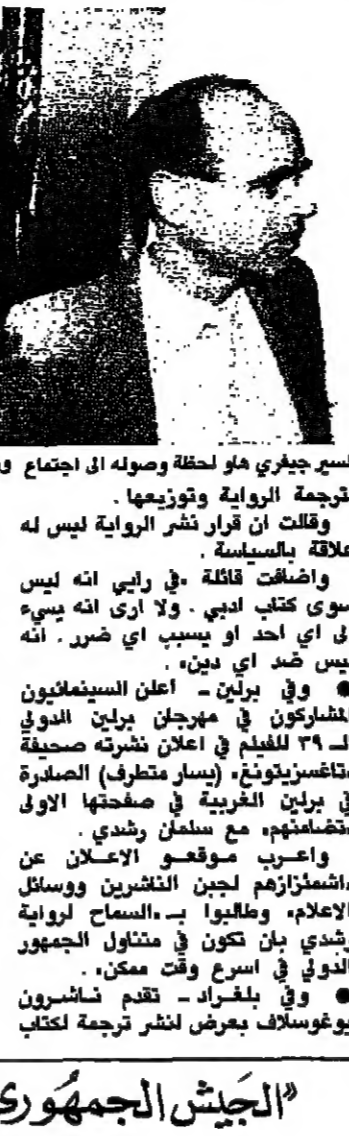 السير جيفري هاو لحظة وصوله الى اجتماع
ترجمة الرواية وتوزيعها .
وقالت ان قرار نشر الرواية ليس له
علاقة بالسياسة .
واضافت قائلة «في رايي انه ليس
سوى كتاب ادبي . ولا ارى انه يسيء
الى اي احد او يسبب اي ضرر . انه
ليس ضد اي دين» .
● وفي برلين - أعلن السينمائيون
المشاركون في مهرجان برلين الدولي
الـ ٣٩ للفيلم في اعلان نشرته صحيفة
«تاغسزيتونغ» (يسار متطرف) الصادرة
في برلين الغربية في صفحتها الاولى
«تضامنهم» مع سلمان رشدي .
واعرب موقعو الاعلان عن
«اشمئزازهم لجبن الناشرين ووسائل
الاعلام» وطالبوا بـ «السماح لرواية
رشدي بان تكون في متناول الجمهور
الدولي في اسرع وقت ممكن» .
● وفي بلغراد - تقدم ناشرون
يوغوسلاف بعرض لنشر ترجمة لكتاب
«الجَيش الجمهُوري